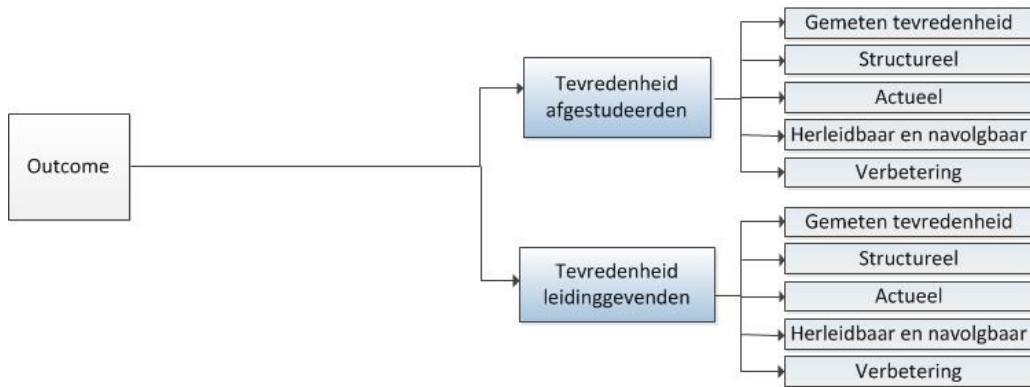 Outcome
Tevredenheid
afgestudeerden
Gemeten tevredenheid
Structureel
Actueel
Herleidbaar en navolgbaar
Verbetering
Tevredenheid
leidinggevenden
Gemeten tevredenheid
Structureel
Actueel
Herleidbaar en navolgbaar
Verbetering